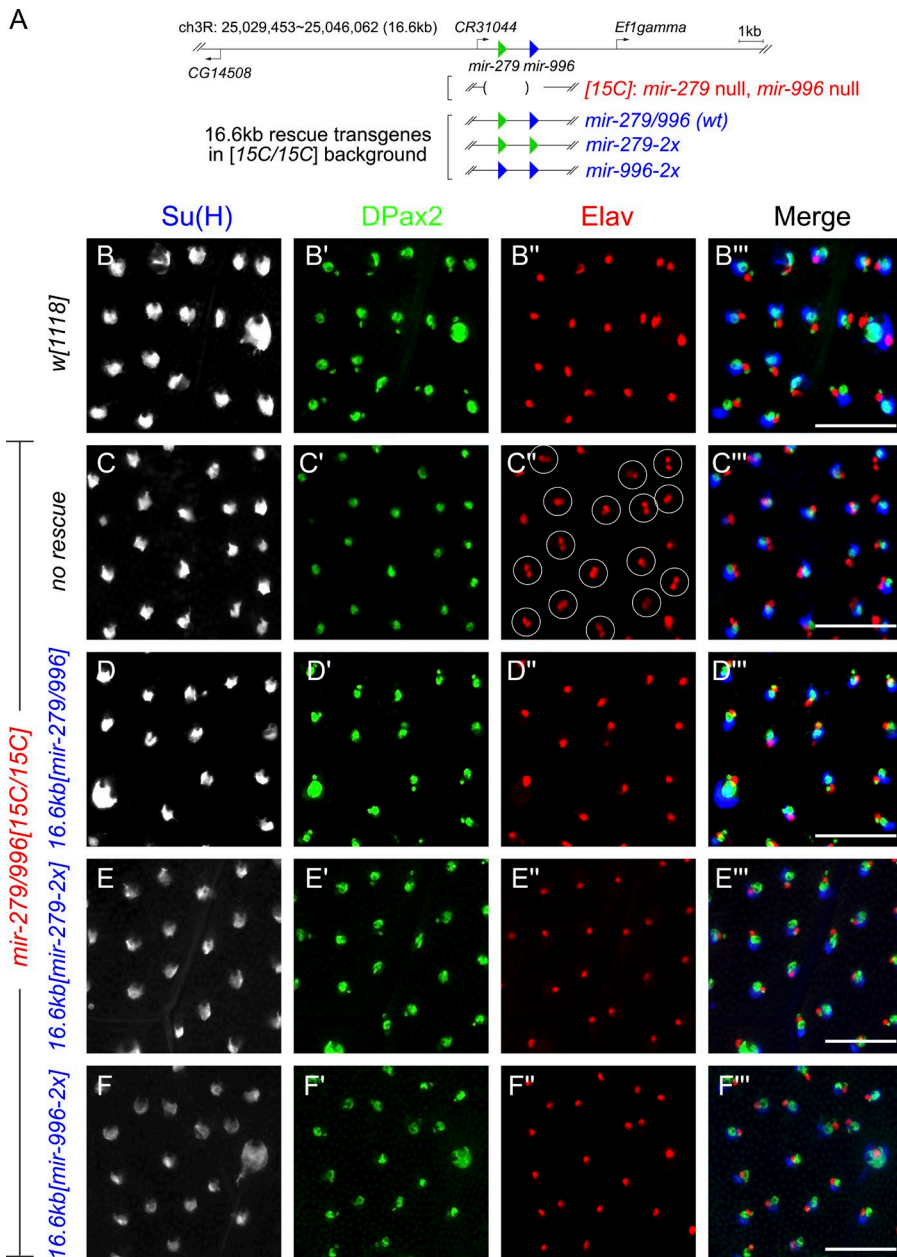 A
ch3R: 25,029,453~25,046,062 (16.6kb)
CR31044
Ef1gamma
1kb
CG14508
mir-279 mir-996
[15C]: mir-279 null, mir-996 null
16.6kb rescue transgenes
in [15C/15C] background
mir-279/996 (wt)
mir-279-2x
mir-996-2x
Su(H)
DPax2
Elav
Merge
w[1118]
B
B'
B"
B"'
mir-279/996[15C/15C]
no rescue
C
C'
C"
C"'
16.6kb[mir-279/996]
D
D'
D"
D"'
16.6kb[mir-279-2x]
E
E'
E"
E"'
16.6kb[mir-996-2x]
F
F'
F"
F"'